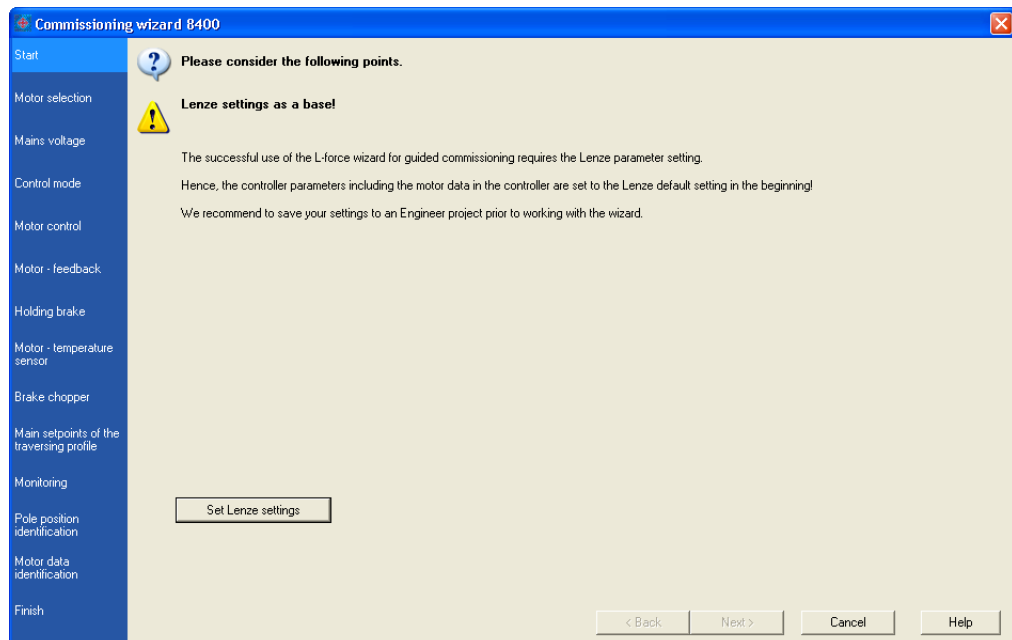 Commissioning wizard 8400
Start
Motor selection
Mains voltage
Control mode
Motor control
Motor - feedback
Holding brake
Motor - temperature
sensor
Brake chopper
Main setpoints of the
traversing profile
Monitoring
Pole position
identification
Motor data
identification
Finish
Please consider the following points.
Lenze settings as a base!
The successful use of the L-force wizard for guided commissioning requires the Lenze parameter setting.
Hence, the controller parameters including the motor data in the controller are set to the Lenze default setting in the beginning!
We recommend to save your settings to an Engineer project prior to working with the wizard.
Set Lenze settings
< Back
Next >
Cancel
Help